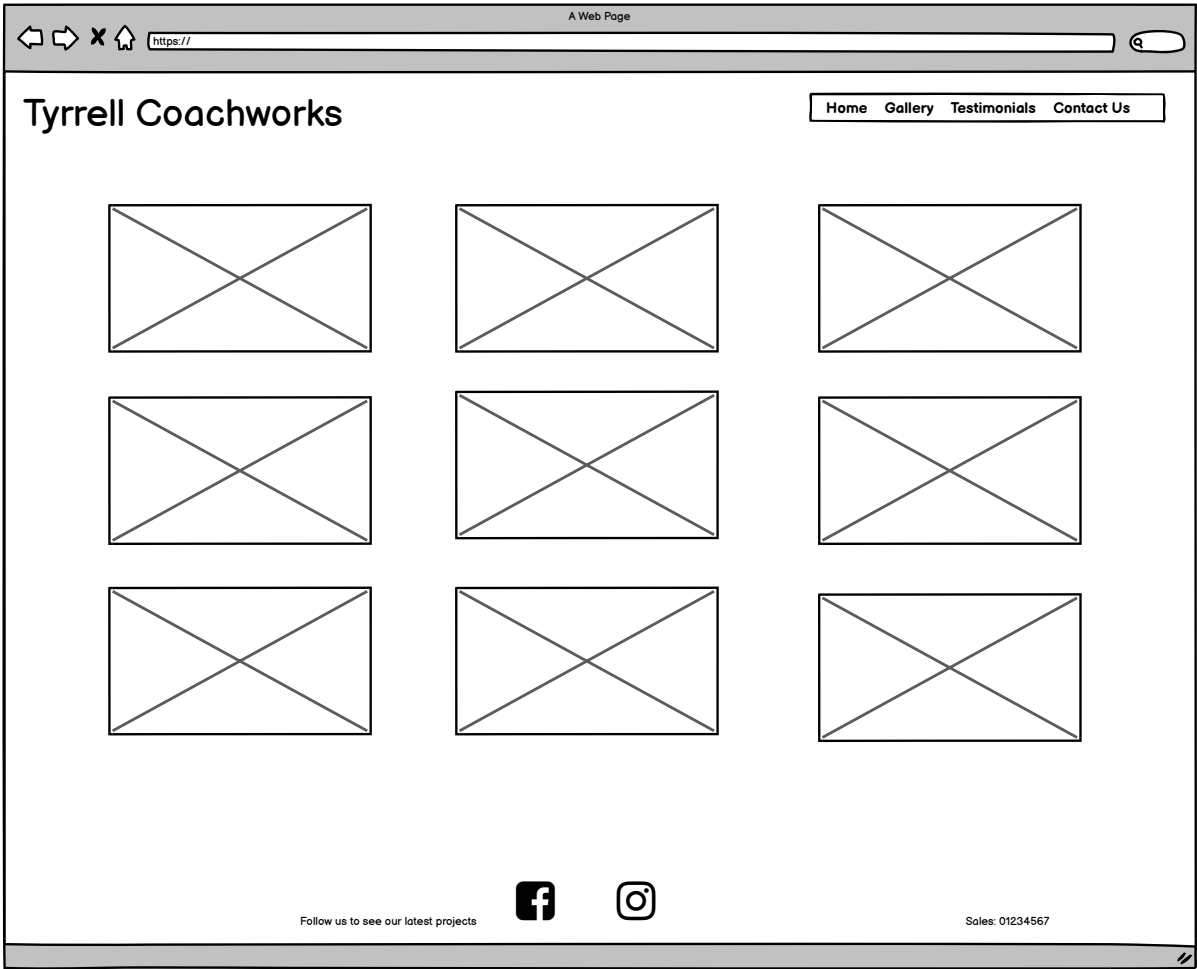 A Web Page
https://
Tyrrell Coachworks
Home Gallery Testimonials Contact Us
Follow us to see our latest projects
Sales: 01234567